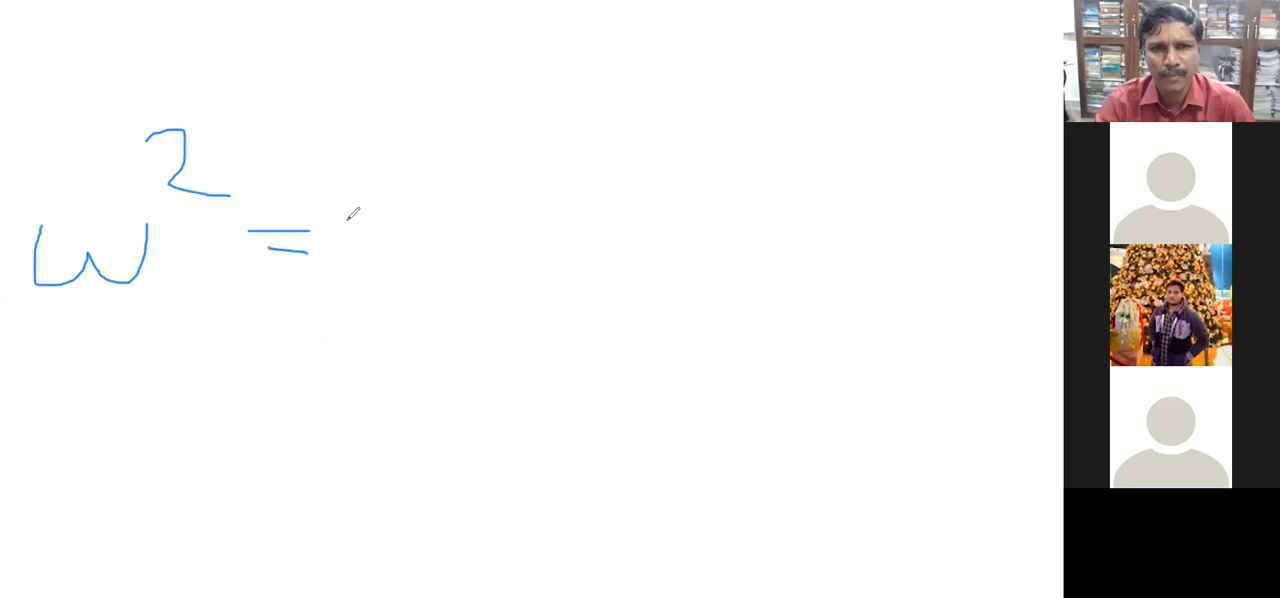 ω² =